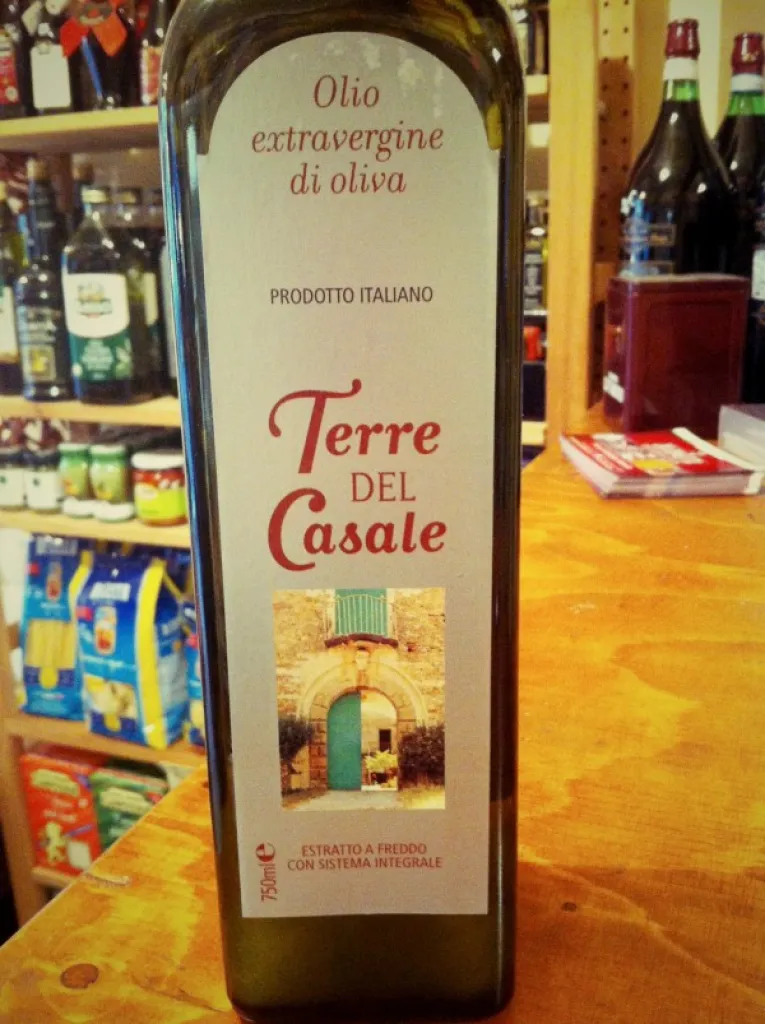 Olio
extravergine
di oliva
PRODOTTO ITALIANO
Terre
DEL
Casale
750ml e
ESTRATTO A FREDDO
CON SISTEMA INTEGRALE